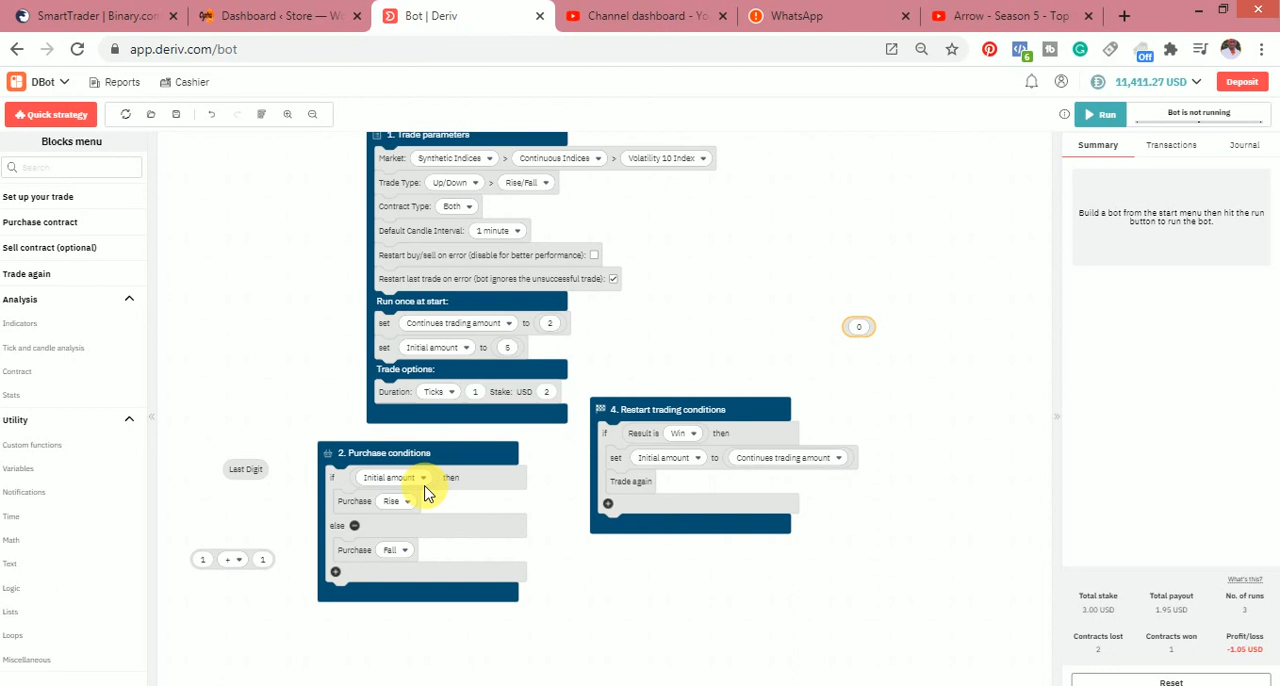 SmartTrader | Binary.com
Dashboard ‹ Store — W
Bot | Deriv
Channel dashboard - Yo
WhatsApp
Arrow - Season 5 - Top
app.deriv.com/bot
6
tb
Off
DBot
Reports
Cashier
11,411.27 USD
Deposit
Quick strategy
Run
Bot is not running
Blocks menu
Search
Set up your trade
Purchase contract
Sell contract (optional)
Trade again
Analysis
Indicators
Tick and candle analysis
Contract
Stats
Utility
Custom functions
Variables
Notifications
Time
Math
Text
Logic
Lists
Loops
Miscellaneous
1. Trade parameters
Market: Synthetic Indices > Continuous Indices > Volatility 10 Index
Trade Type: Up/Down > Rise/Fall
Contract Type: Both
Default Candle Interval: 1 minute
Restart buy/sell on error (disable for better performance):
Restart last trade on error (bot ignores the unsuccessful trade):
Run once at start:
set Continues trading amount to 2
set Initial amount to 5
Trade options:
Duration: Ticks 1 Stake: USD 2
2. Purchase conditions
if Initial amount then
Purchase Rise
else
Purchase Fall
Last Digit
1 + 1
0
4. Restart trading conditions
if Result is Win then
set Initial amount to Continues trading amount
Trade again
Summary
Transactions
Journal
Build a bot from the start menu then hit the run
button to run the bot.
What's this?
Total stake
Total payout
No. of runs
3.00 USD
1.95 USD
3
Contracts lost
Contracts won
Profit/loss
2
1
-1.05 USD
Reset